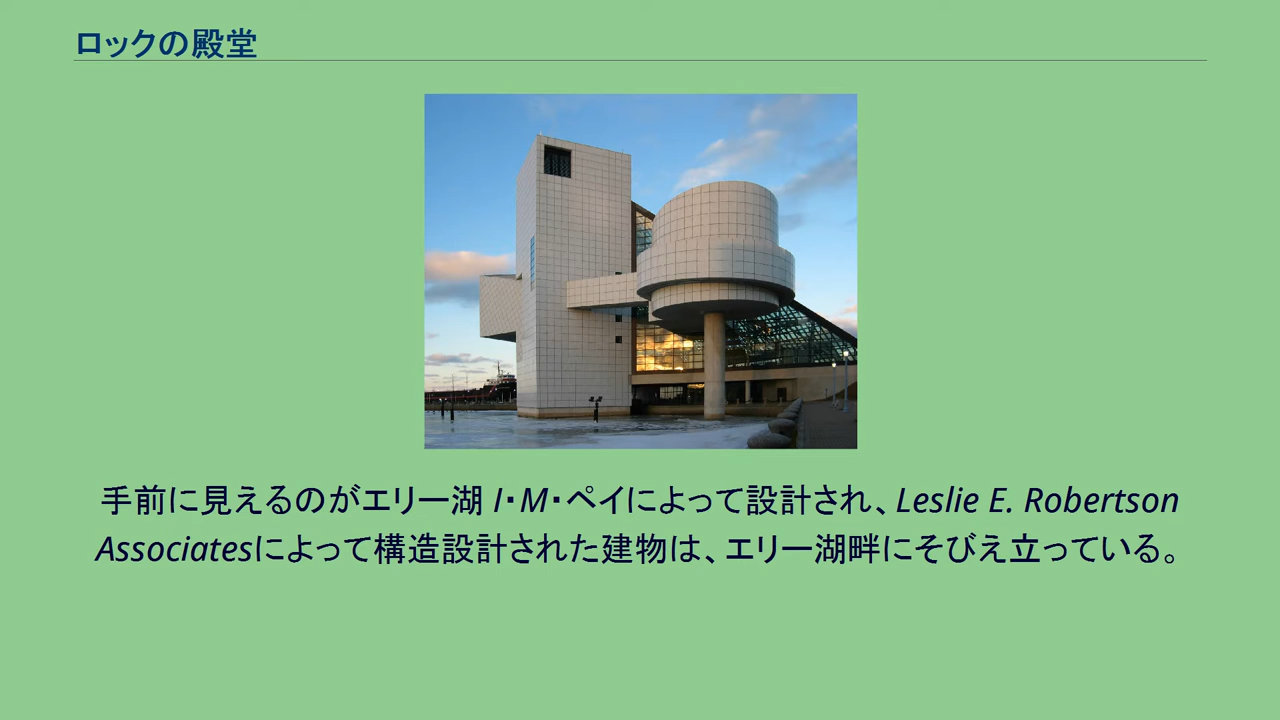 ロックの殿堂
手前に見えるのがエリー湖 I・M・ペイによって設計され、Leslie E. Robertson
Associatesによって構造設計された建物は、エリー湖畔にそびえ立っている。